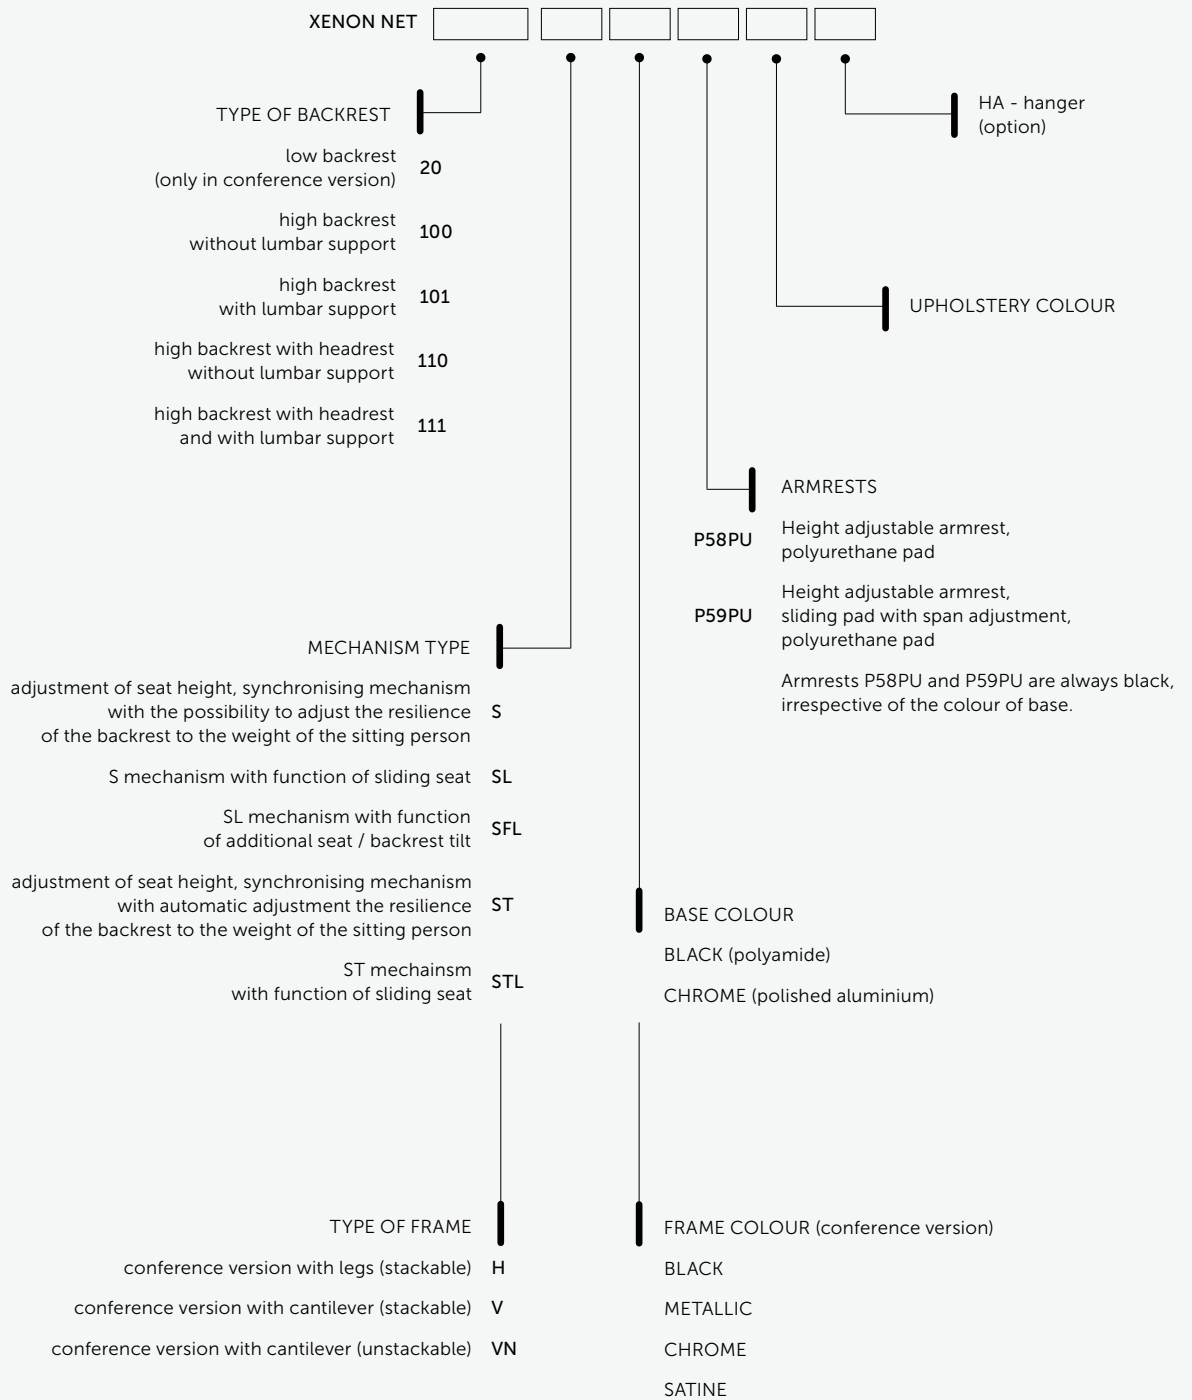 XENON NET
TYPE OF BACKREST
low backrest
(only in conference version)
20
high backrest
without lumbar support
100
high backrest
with lumbar support
101
high backrest with headrest
without lumbar support
110
high backrest with headrest
and with lumbar support
111
MECHANISM TYPE
adjustment of seat height, synchronising mechanism
with the possibility to adjust the resilience
of the backrest to the weight of the sitting person
S
S mechanism with function of sliding seat
SL
SL mechanism with function
of additional seat / backrest tilt
SFL
adjustment of seat height, synchronising mechanism
with automatic adjustment the resilience
of the backrest to the weight of the sitting person
ST
ST mechainsm
with function of sliding seat
STL
TYPE OF FRAME
conference version with legs (stackable)
H
conference version with cantilever (stackable)
V
conference version with cantilever (unstackable)
VN
BASE COLOUR
BLACK (polyamide)
CHROME (polished aluminium)
FRAME COLOUR (conference version)
BLACK
METALLIC
CHROME
SATINE
ARMRESTS
P58PU
Height adjustable armrest,
polyurethane pad
P59PU
Height adjustable armrest,
sliding pad with span adjustment,
polyurethane pad
Armrests P58PU and P59PU are always black,
irrespective of the colour of base.
UPHOLSTERY COLOUR
HA - hanger
(option)